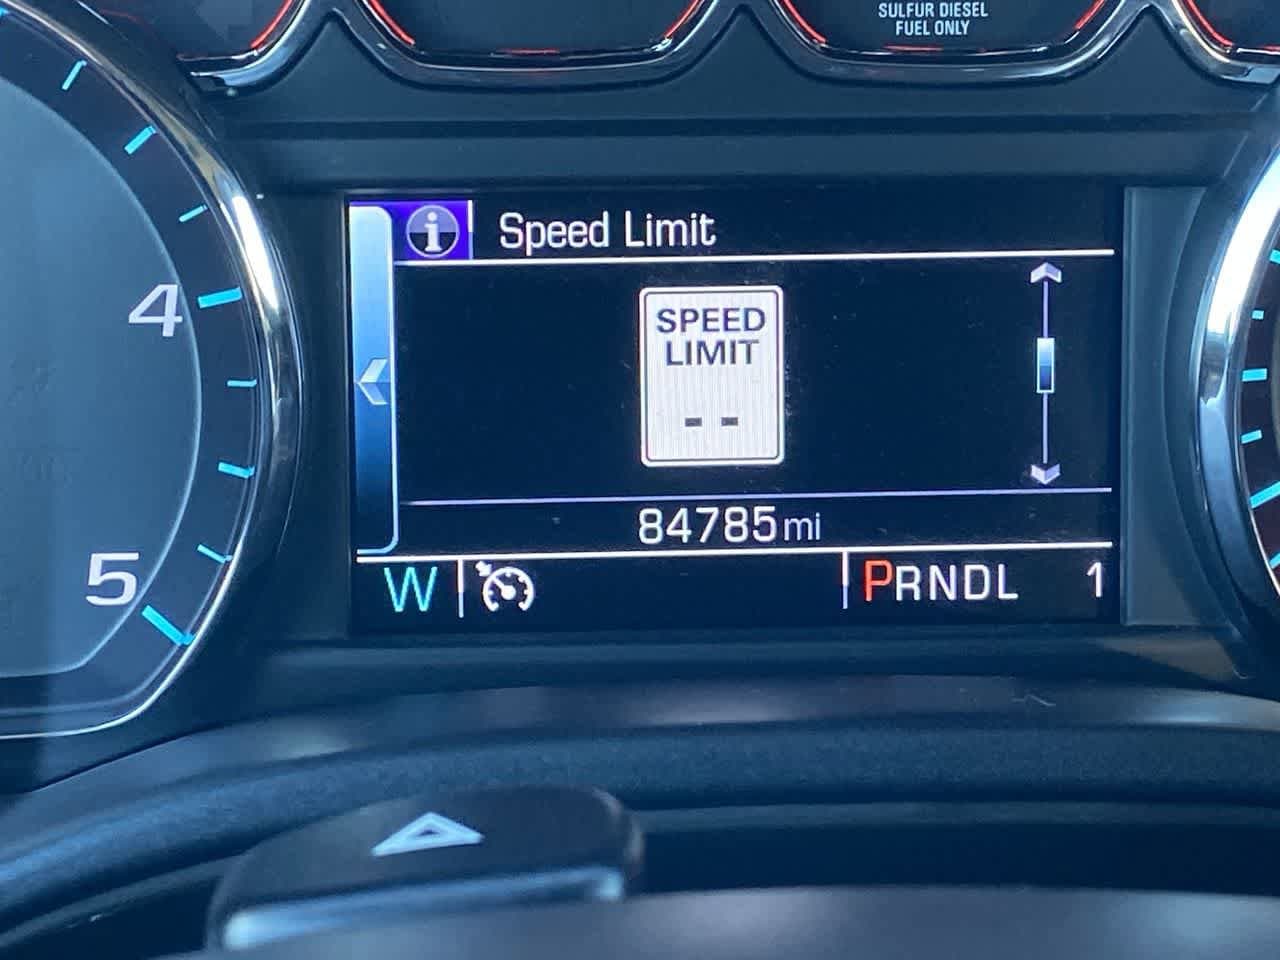 SULFUR DIESEL
FUEL ONLY
i Speed Limit
SPEED
LIMIT
- -
4
84785 mi
5
W PRNDL 1